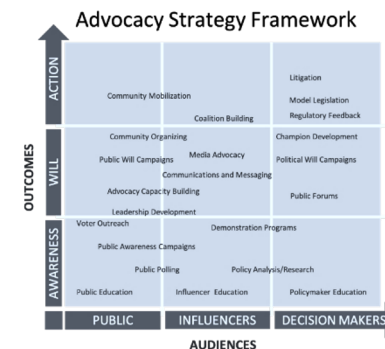 Advocacy Strategy Framework
OUTCOMES
ACTION
Litigation
Community Mobilization
Model Legislation
Coalition Building
Regulatory Feedback
WILL
Community Organizing
Champion Development
Public Will Campaigns
Media Advocacy
Political Will Campaigns
Communications and Messaging
Advocacy Capacity Building
Public Forums
Leadership Development
AWARENESS
Voter Outreach
Demonstration Programs
Public Awareness Campaigns
Public Polling
Policy Analysis/Research
Public Education
Influencer Education
Policymaker Education
PUBLIC
INFLUENCERS
DECISION MAKERS
AUDIENCES